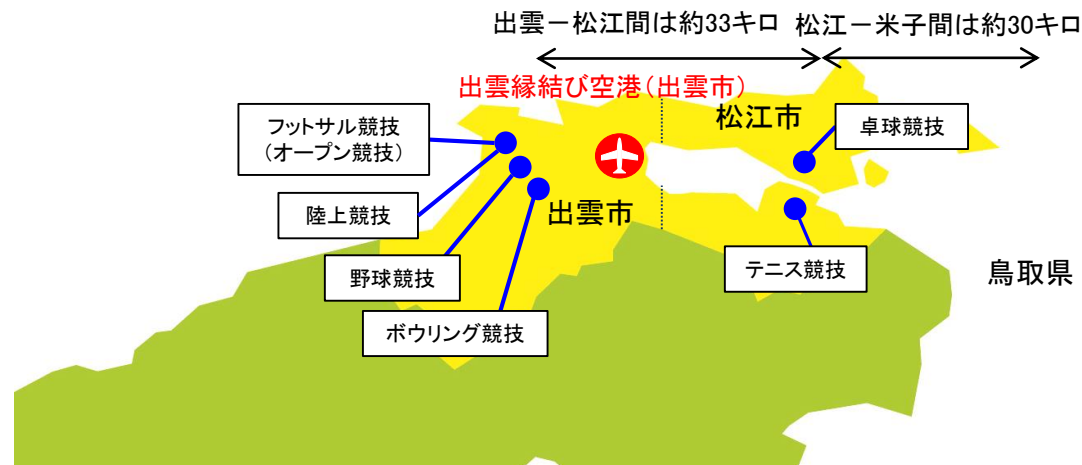 出雲－松江間は約33キロ
松江－米子間は約30キロ
出雲縁結び空港(出雲市)
松江市
フットサル競技
(オープン競技)
卓球競技
陸上競技
出雲市
野球競技
テニス競技
鳥取県
ボウリング競技